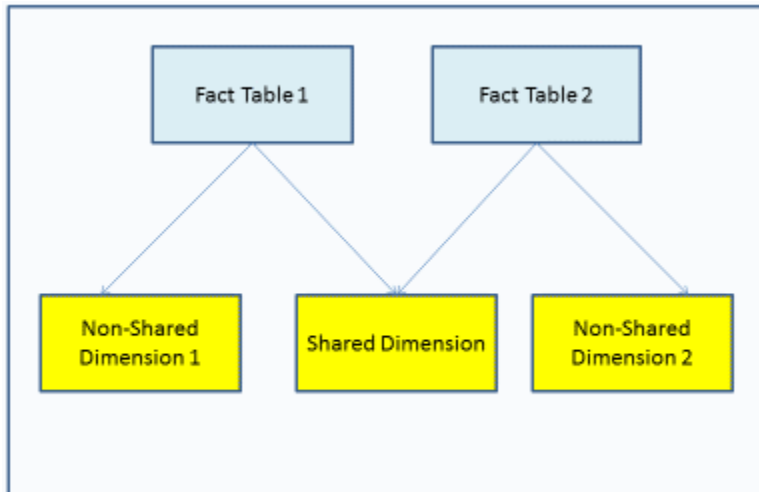 Fact Table 1
Fact Table 2
Non-Shared
Dimension 1
Shared Dimension
Non-Shared
Dimension 2